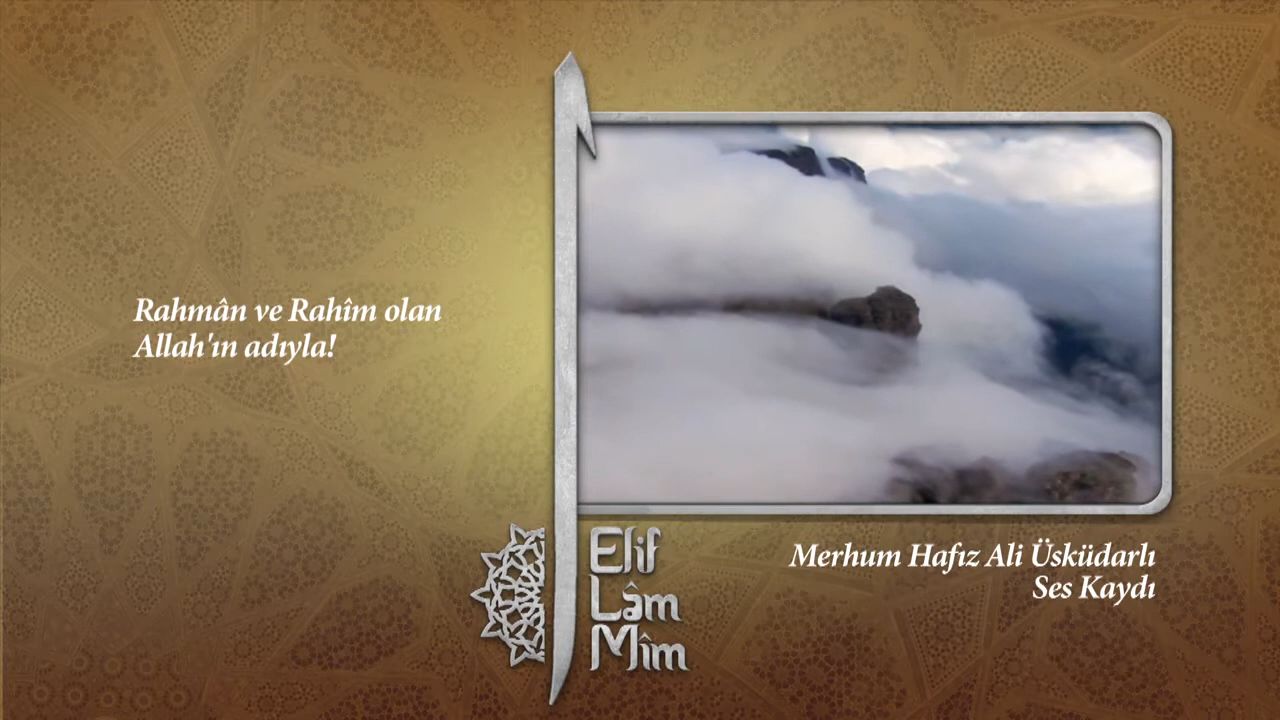 Rahmân ve Rahîm olan
Allah'ın adıyla!
Elif
Lâm
Mîm
Merhum Hafız Ali Üsküdarlı
Ses Kaydı